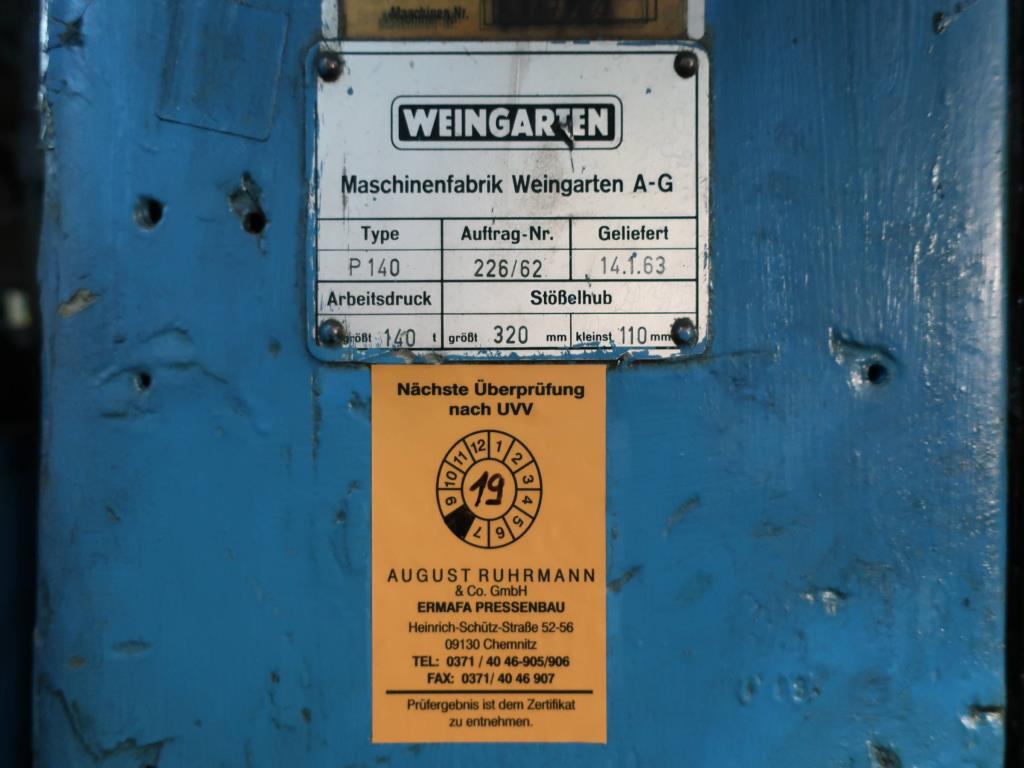 Maschinen Nr.
WEINGARTEN
Maschinenfabrik Weingarten A-G
Type Auftrag-Nr. Geliefert
P 140 226/62 14.1.63
Arbeitsdruck Stößelhub
größt 140 t größt 320 mm kleinst 110 mm
Nächste Überprüfung
nach UVV
12 1 2 3 4 5 6 7 9 10 11
19
AUGUST RUHRMANN
& Co. GmbH
ERMAFA PRESSENBAU
Heinrich-Schütz-Straße 52-56
09130 Chemnitz
TEL: 0371 / 40 46-905/906
FAX: 0371/ 40 46 907
Prüfergebnis ist dem Zertifikat
zu entnehmen.